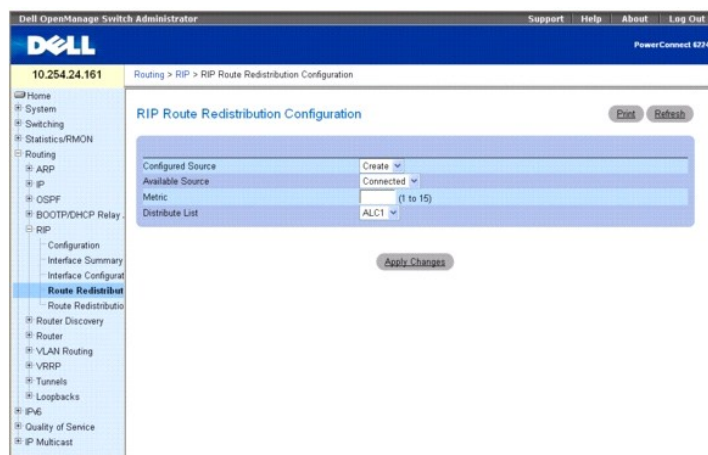 Dell OpenManage Switch Administrator
Support Help About Log Out
DELL
PowerConnect 6224
10.254.24.161
Routing > RIP > RIP Route Redistribution Configuration
Home
System
Switching
Statistics/RMON
Routing
ARP
IP
OSPF
BOOTP/DHCP Relay
RIP
Configuration
Interface Summary
Interface Configurat
Route Redistribut
Route Redistributio
Router Discovery
Router
VLAN Routing
VRRP
Tunnels
Loopbacks
IPv6
Quality of Service
IP Multicast
RIP Route Redistribution Configuration
Print Refresh
Configured Source Create
Available Source Connected
Metric (1 to 15)
Distribute List ALC1
Apply Changes